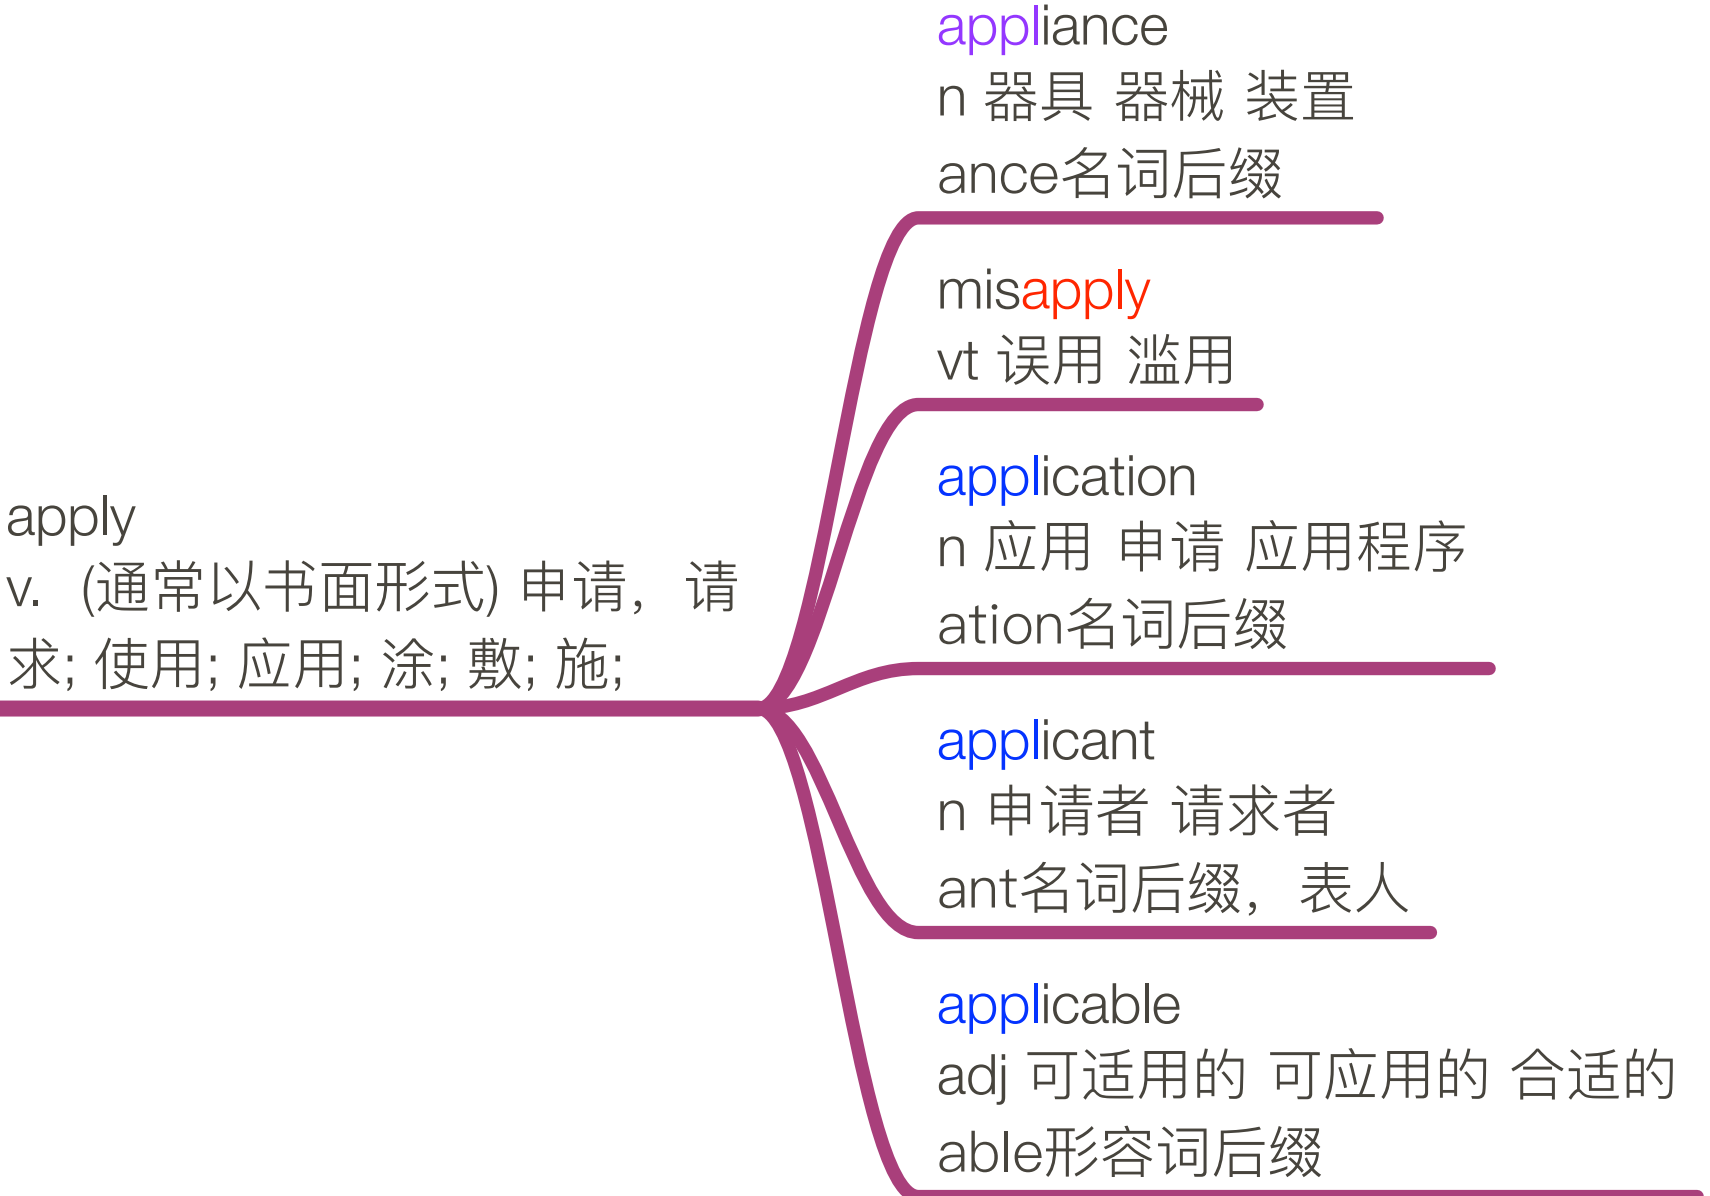 apply
v.  (通常以书面形式) 申请，请
求; 使用; 应用; 涂; 敷; 施;
appliance
n 器具 器械 装置
ance名词后缀
misapply
vt 误用 滥用
application
n 应用 申请 应用程序
ation名词后缀
applicant
n 申请者 请求者
ant名词后缀，表人
applicable
adj 可适用的 可应用的 合适的
able形容词后缀